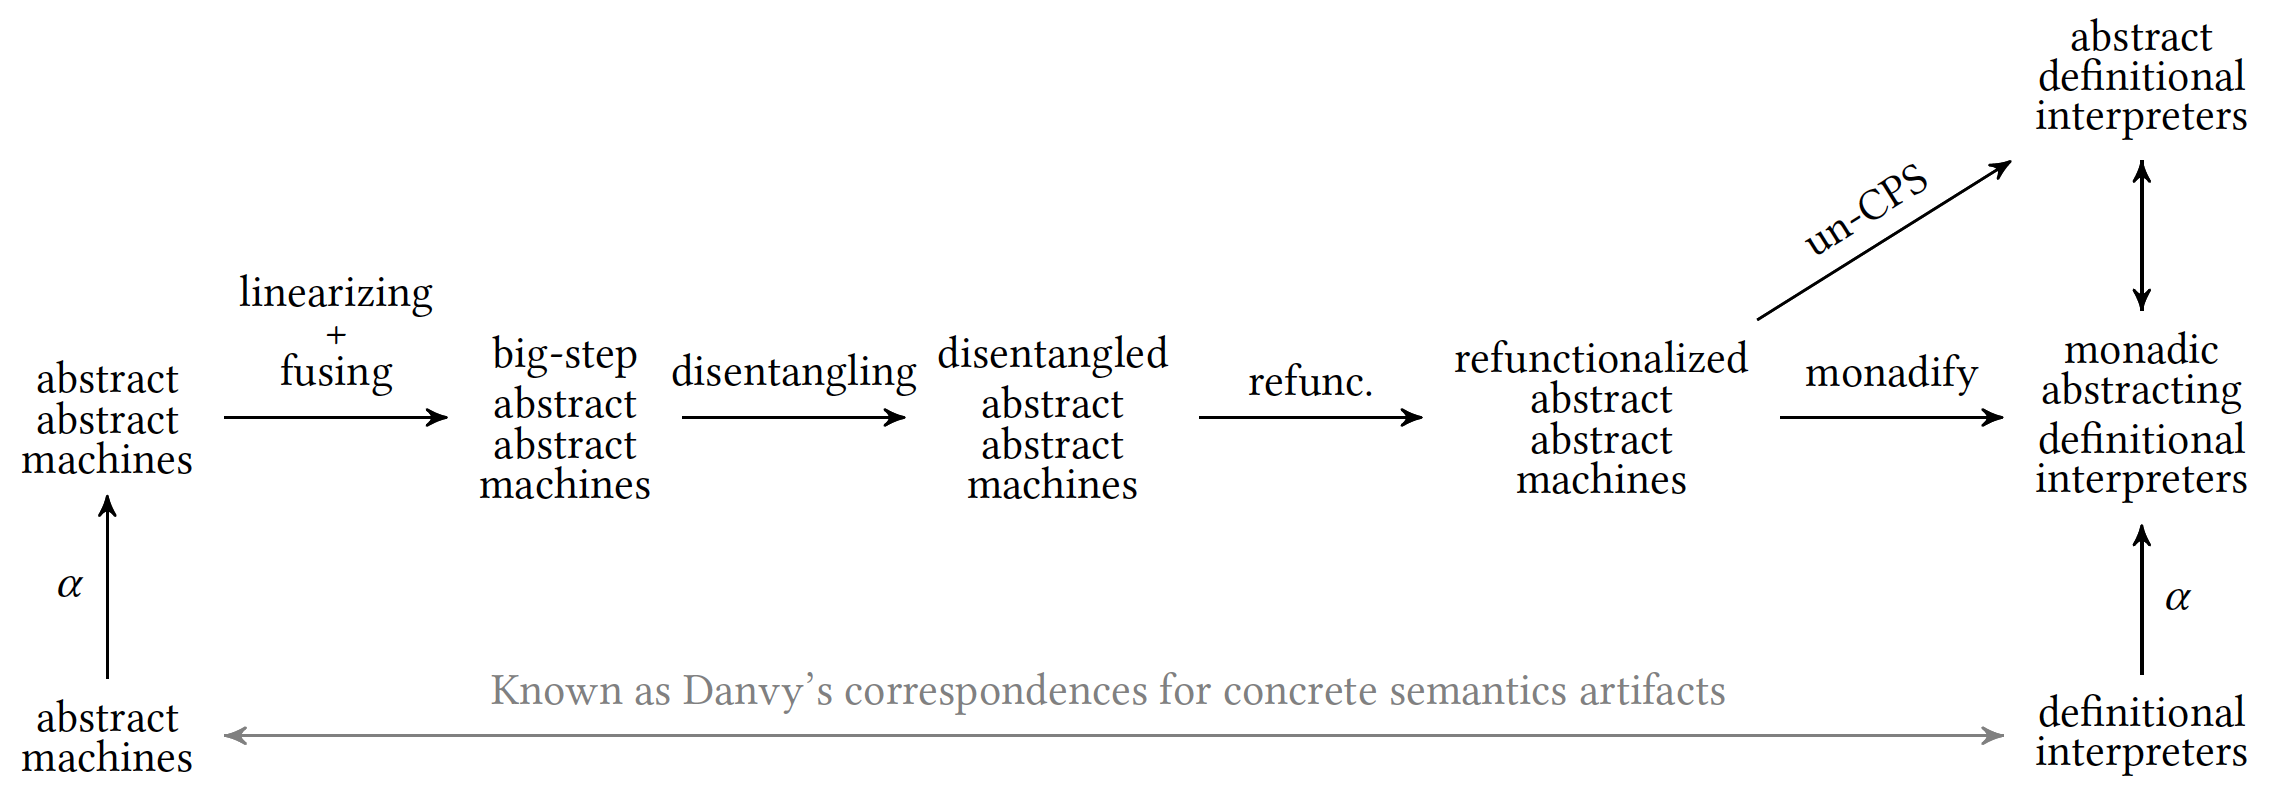 abstract
definitional
interpreters
un-CPS
linearizing
+
fusing
abstract
abstract
machines
big-step
abstract
abstract
machines
disentangling
disentangled
abstract
abstract
machines
refunc.
refunctionalized
abstract
abstract
machines
monadify
monadic
abstracting
definitional
interpreters
α
α
Known as Danvy's correspondences for concrete semantics artifacts
abstract
machines
definitional
interpreters